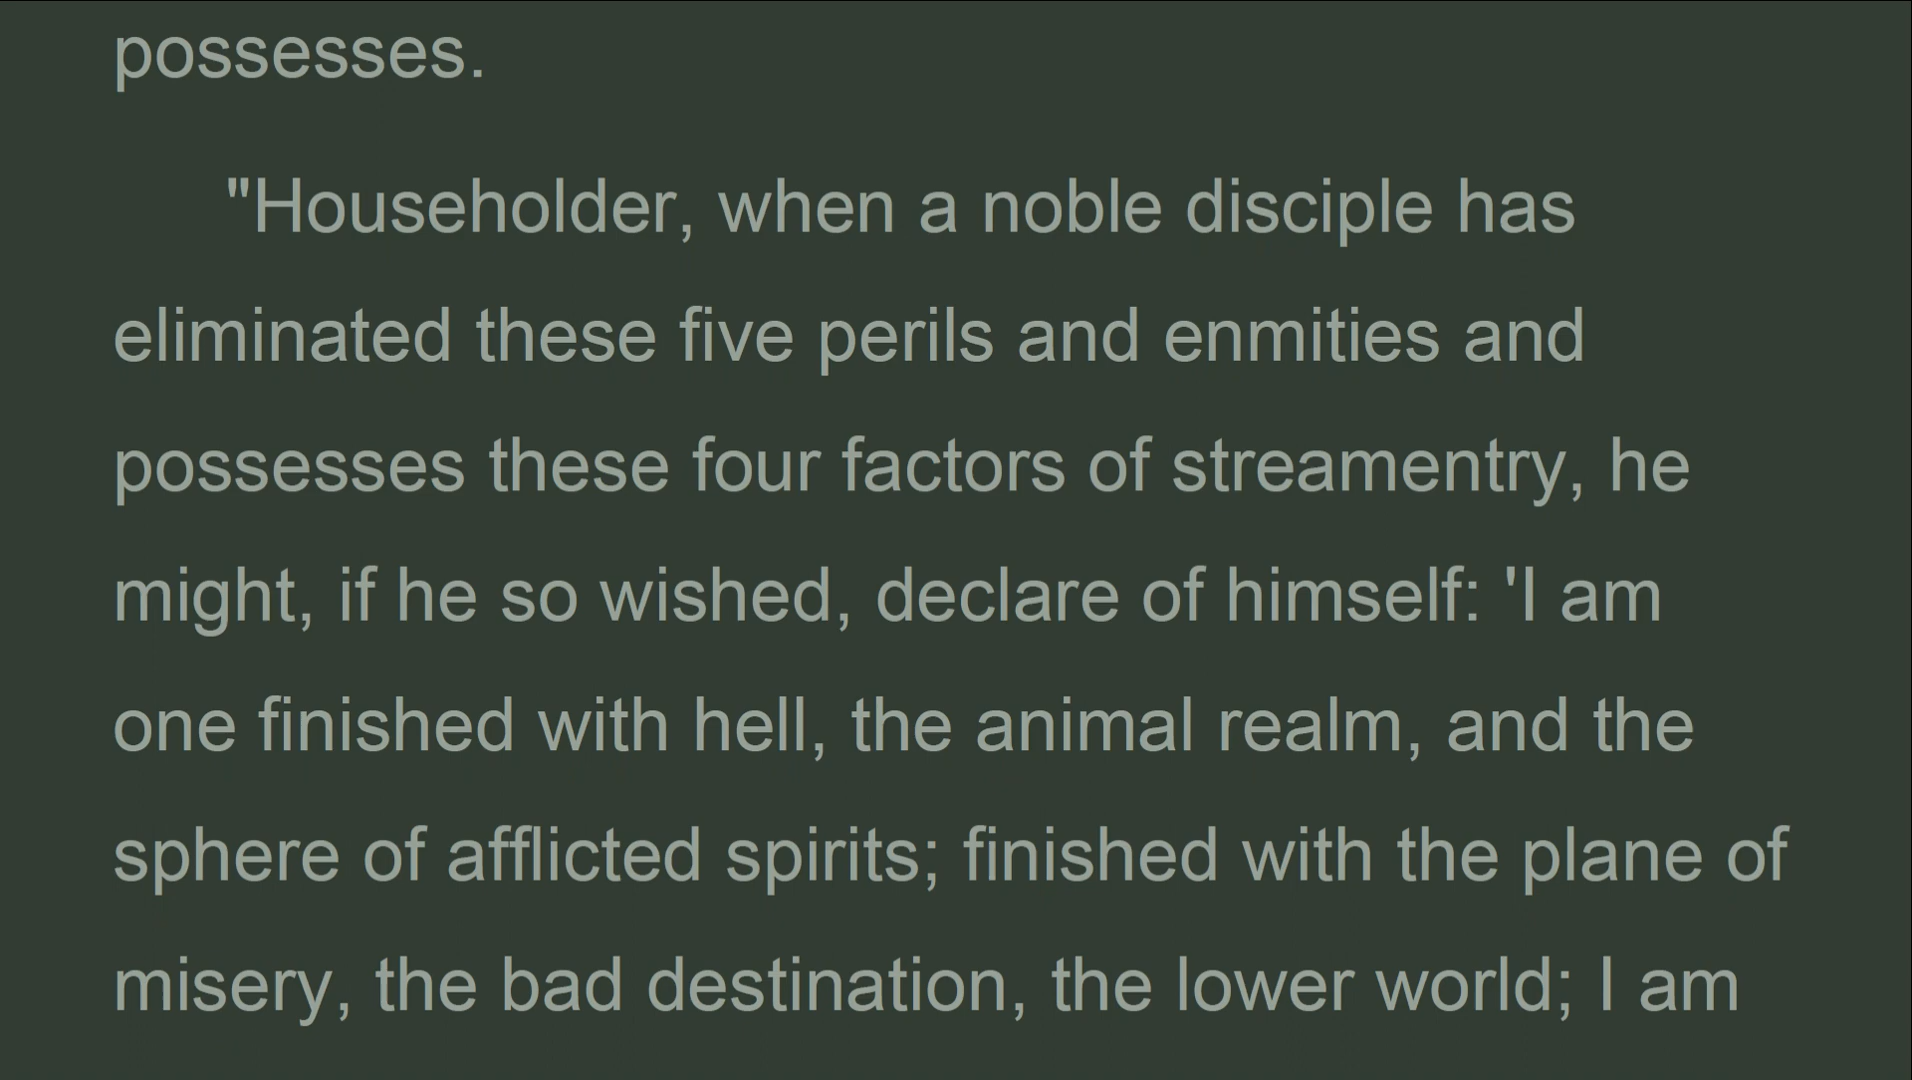 possesses.
"Householder, when a noble disciple has
eliminated these five perils and enmities and
possesses these four factors of streamentry, he
might, if he so wished, declare of himself: 'I am
one finished with hell, the animal realm, and the
sphere of afflicted spirits; finished with the plane of
misery, the bad destination, the lower world; I am